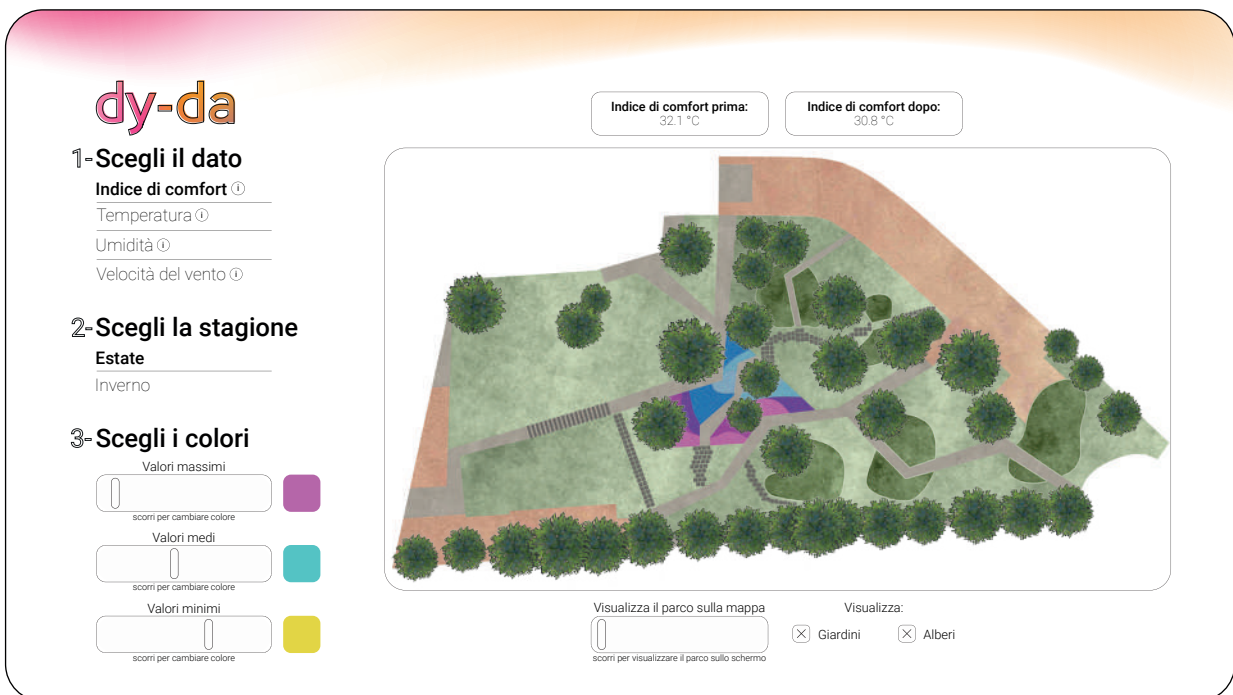 dy-da
1-Scegli il dato
Indice di comfort i
Temperatura i
Umidità i
Velocità del vento i
2-Scegli la stagione
Estate
Inverno
3-Scegli i colori
Valori massimi
scorri per cambiare colore
Valori medi
scorri per cambiare colore
Valori minimi
scorri per cambiare colore
Indice di comfort prima:
32.1 °C
Indice di comfort dopo:
30.8 °C
Visualizza il parco sulla mappa
scorri per visualizzare il parco sullo schermo
Visualizza:
Giardini
Alberi